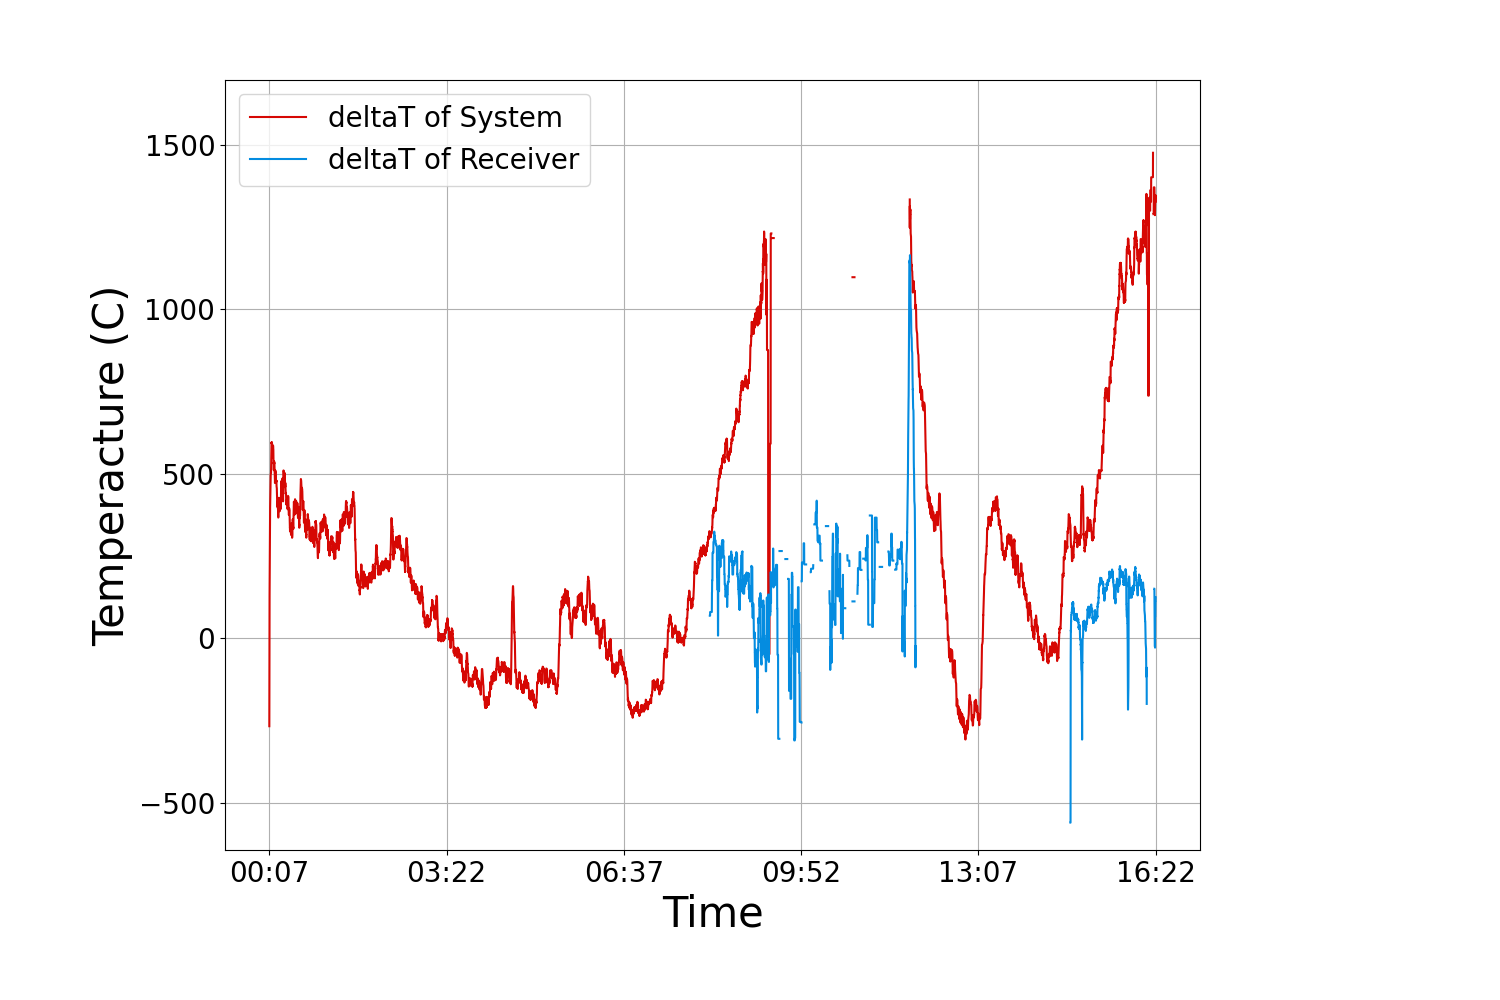 deltaT of System
deltaT of Receiver
1500
1000
500
0
−500
Temperacture (C)
00:07 03:22 06:37 09:52 13:07 16:22
Time